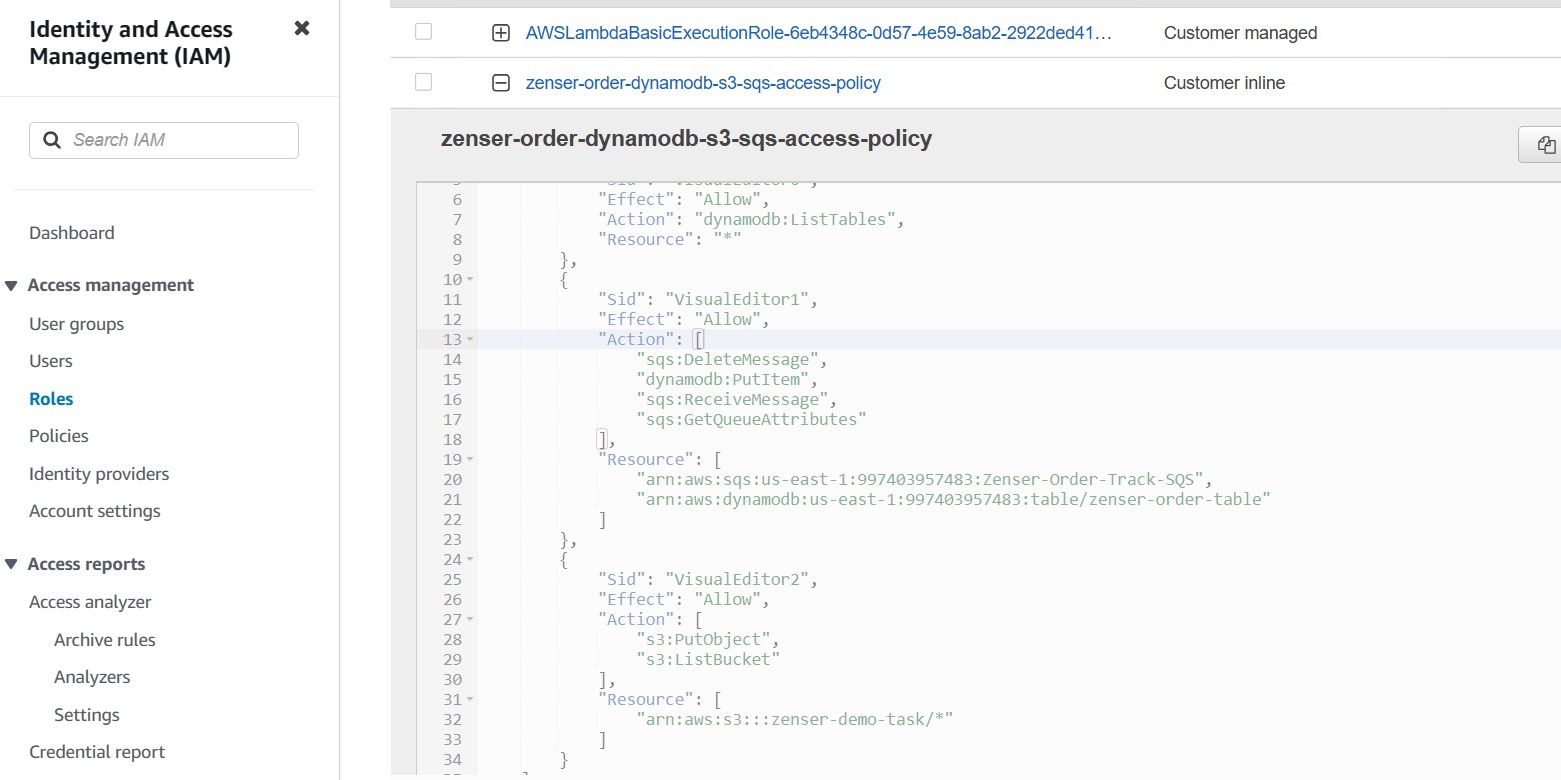 Identity and Access
Management (IAM)
Search IAM
Dashboard
Access management
User groups
Users
Roles
Policies
Identity providers
Account settings
Access reports
Access analyzer
Archive rules
Analyzers
Settings
Credential report
AWSLambdaBasicExecutionRole-6eb4348c-0d57-4e59-8ab2-2922ded41... Customer managed
zenser-order-dynamodb-s3-sqs-access-policy Customer inline
zenser-order-dynamodb-s3-sqs-access-policy
6 "Effect": "Allow",
7 "Action": "dynamodb:ListTables",
8 "Resource": "*"
9 },
10 {
11 "Sid": "VisualEditor1",
12 "Effect": "Allow",
13 "Action": [
14 "sqs:DeleteMessage",
15 "dynamodb:PutItem",
16 "sqs:ReceiveMessage",
17 "sqs:GetQueueAttributes"
18 ],
19 "Resource": [
20 "arn:aws:sqs:us-east-1:997403957483:Zenser-Order-Track-SQS",
21 "arn:aws:dynamodb:us-east-1:997403957483:table/zenser-order-table"
22 ]
23 },
24 {
25 "Sid": "VisualEditor2",
26 "Effect": "Allow",
27 "Action": [
28 "s3:PutObject",
29 "s3:ListBucket"
30 ],
31 "Resource": [
32 "arn:aws:s3:::zenser-demo-task/*"
33 ]
34 }